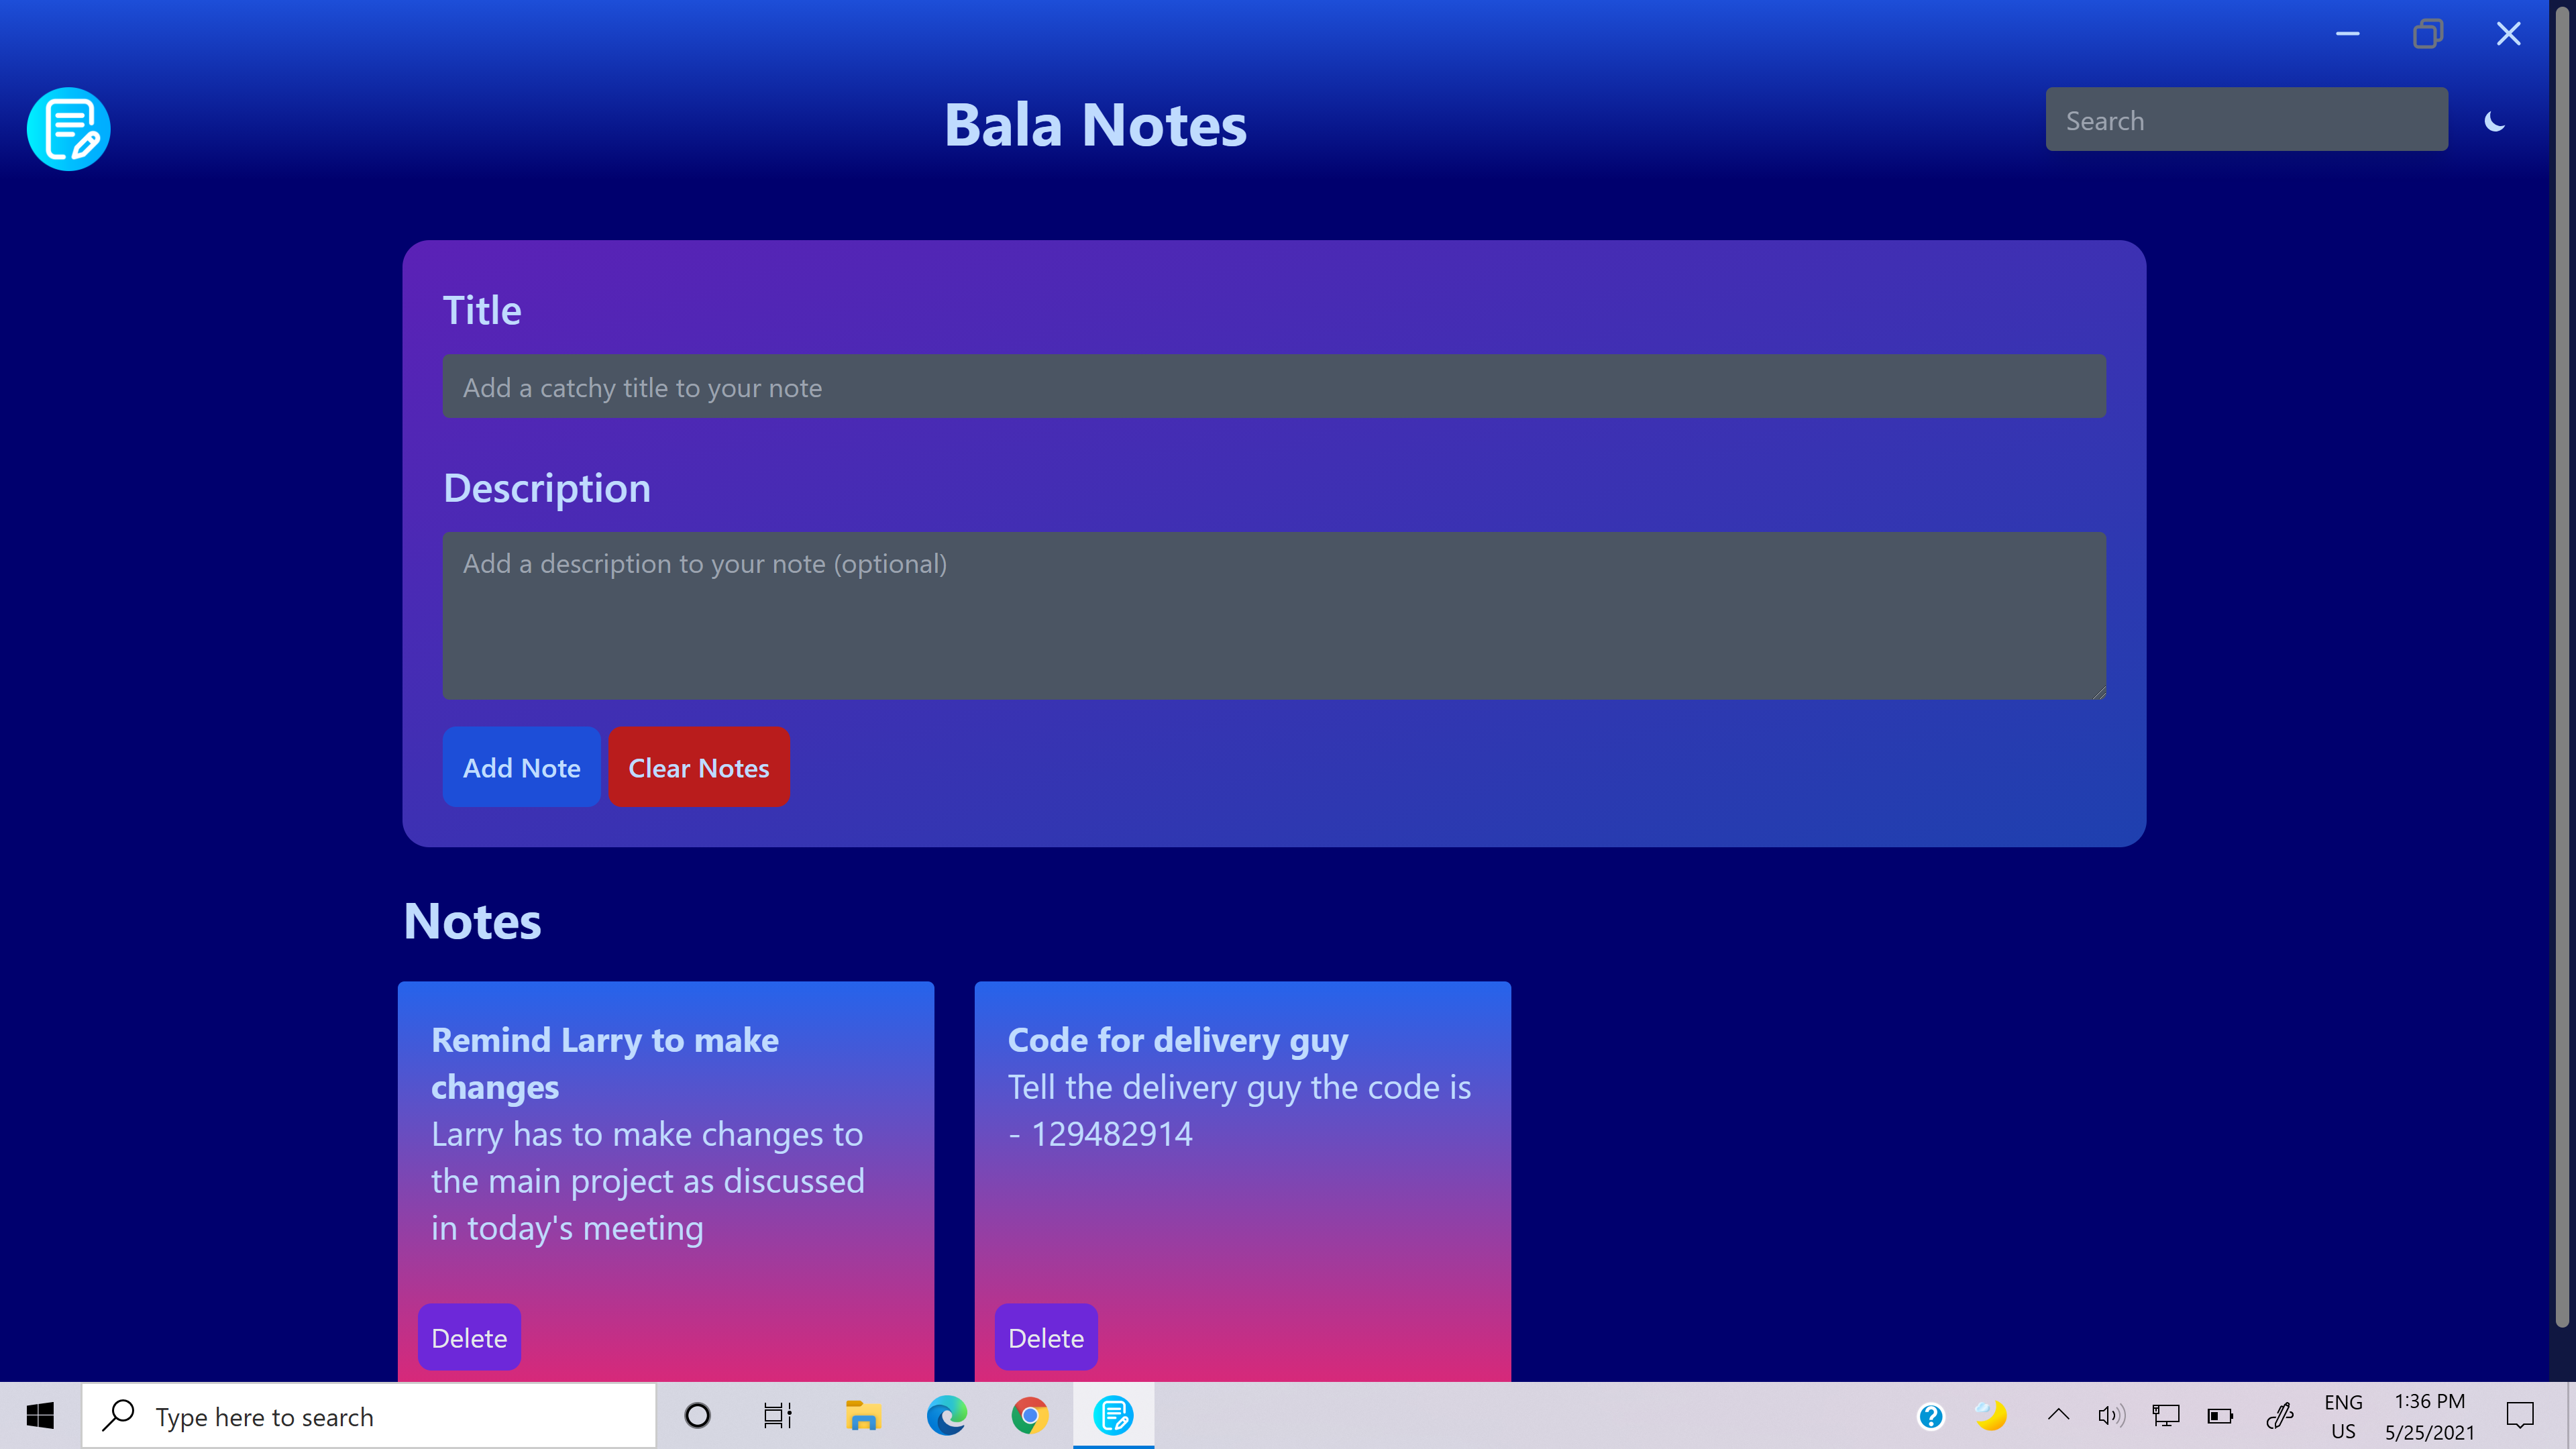 Bala Notes
Search
Title
Add a catchy title to your note
Description
Add a description to your note (optional)
Add Note
Clear Notes
Notes
Remind Larry to make
changes
Larry has to make changes to
the main project as discussed
in today's meeting
Delete
Code for delivery guy
Tell the delivery guy the code is
- 129482914
Delete
Type here to search
ENG
US
1:36 PM
5/25/2021